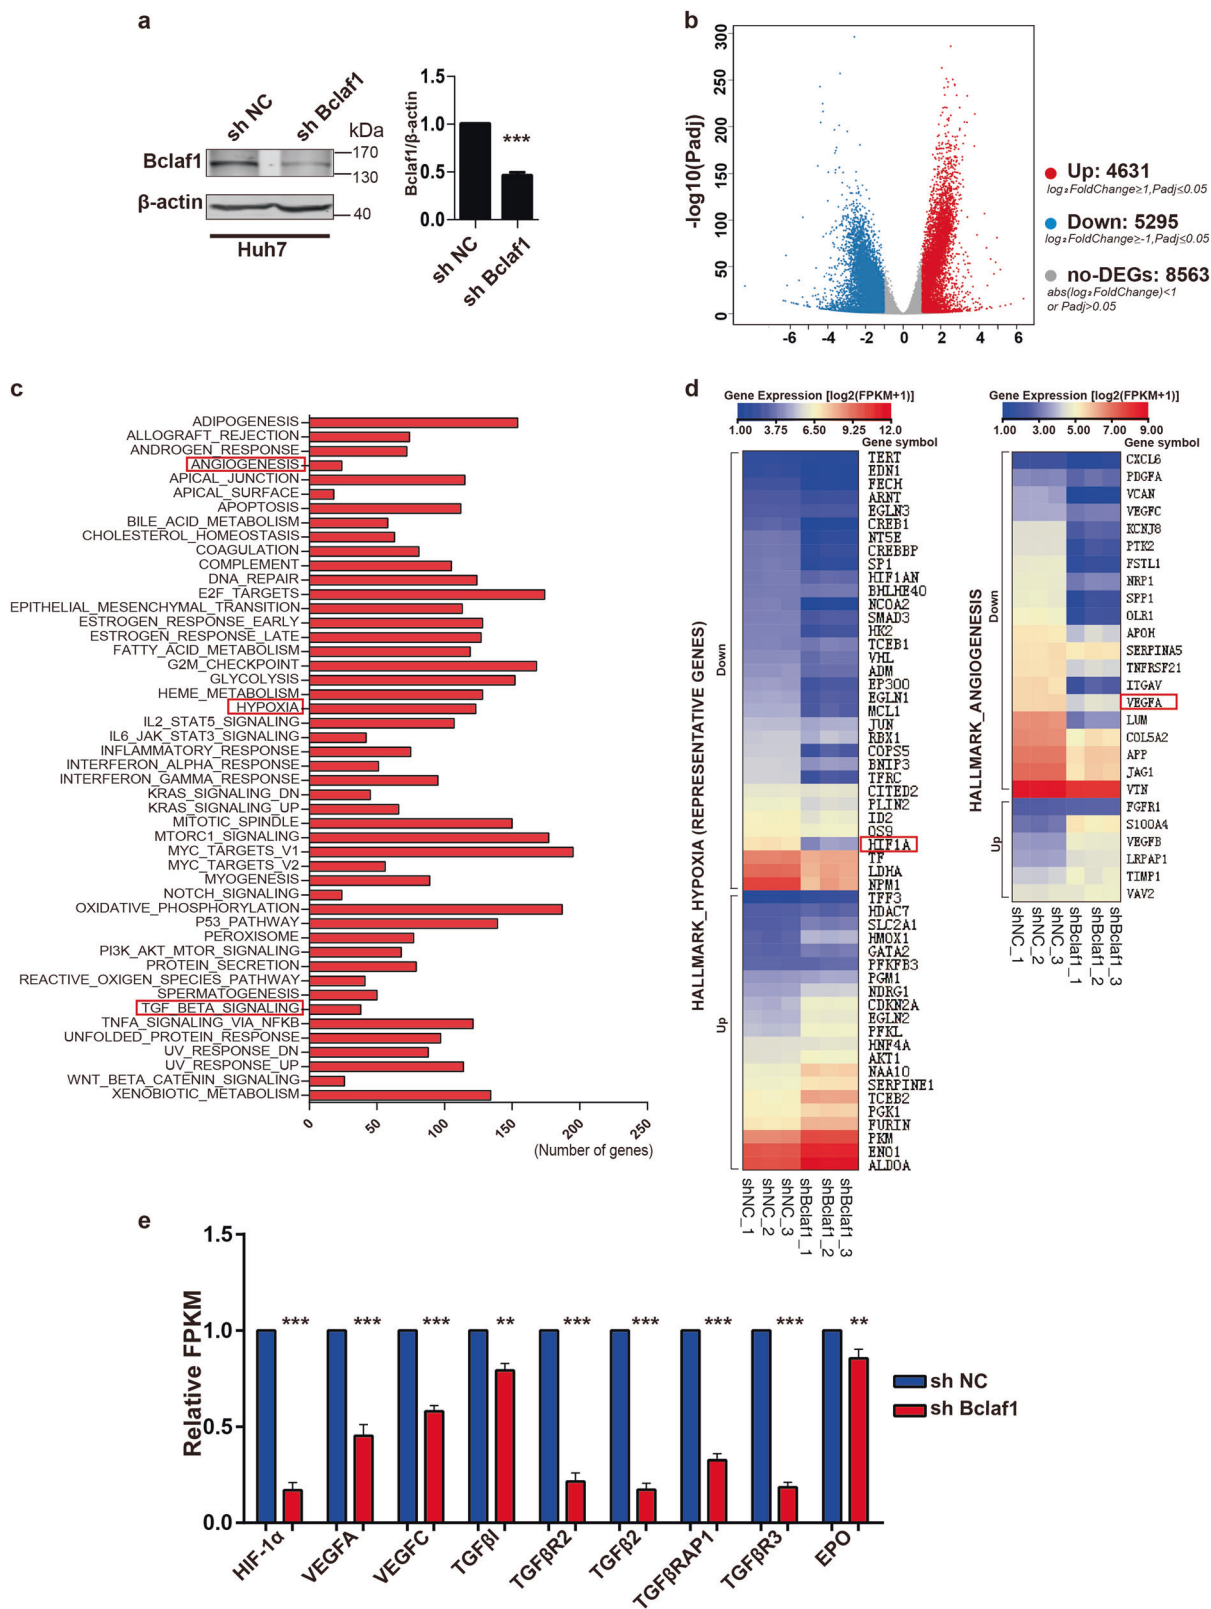 a
sh NC
sh Bclaf1
kDa
Bclaf1
170
130
β-actin
40
Huh7
Bclaf1/β-actin
1.5
1.0
0.5
0.0
***
sh NC
sh Bclaf1
b
-log10(Padj)
300
250
200
150
100
50
0
-6 -4 -2 0 2 4 6
Up: 4631
log₂FoldChange≥1,Padj≤0.05
Down: 5295
log₂FoldChange≥-1,Padj≤0.05
no-DEGs: 8563
abs(log₂FoldChange)<1
or Padj>0.05
c
ADIPOGENESIS
ALLOGRAFT_REJECTION
ANDROGEN_RESPONSE
ANGIOGENESIS
APICAL_JUNCTION
APICAL_SURFACE
APOPTOSIS
BILE_ACID_METABOLISM
CHOLESTEROL_HOMEOSTASIS
COAGULATION
COMPLEMENT
DNA_REPAIR
E2F_TARGETS
EPITHELIAL_MESENCHYMAL_TRANSITION
ESTROGEN_RESPONSE_EARLY
ESTROGEN_RESPONSE_LATE
FATTY_ACID_METABOLISM
G2M_CHECKPOINT
GLYCOLYSIS
HEME_METABOLISM
HYPOXIA
IL2_STAT5_SIGNALING
IL6_JAK_STAT3_SIGNALING
INFLAMMATORY_RESPONSE
INTERFERON_ALPHA_RESPONSE
INTERFERON_GAMMA_RESPONSE
KRAS_SIGNALING_DN
KRAS_SIGNALING_UP
MITOTIC_SPINDLE
MTORC1_SIGNALING
MYC_TARGETS_V1
MYC_TARGETS_V2
MYOGENESIS
NOTCH_SIGNALING
OXIDATIVE_PHOSPHORYLATION
P53_PATHWAY
PEROXISOME
PI3K_AKT_MTOR_SIGNALING
PROTEIN_SECRETION
REACTIVE_OXIGEN_SPECIES_PATHWAY
SPERMATOGENESIS
TGF_BETA_SIGNALING
TNFA_SIGNALING_VIA_NFKB
UNFOLDED_PROTEIN_RESPONSE
UV_RESPONSE_DN
UV_RESPONSE_UP
WNT_BETA_CATENIN_SIGNALING
XENOBIOTIC_METABOLISM
0 50 100 150 200 250
(Number of genes)
d
Gene Expression [log2(FPKM+1)]
1.00 3.75 6.50 9.25 12.0
Gene symbol
HALLMARK_HYPOXIA (REPRESENTATIVE GENES)
Down
Up
TERT
EDN1
FECH
ARNT
EGLN3
CREB1
NT5E
CREBBP
SP1
HIF1AN
BHLHE40
NCOA2
SMAD3
HK2
TCEB1
VHL
ADM
EP300
EGLN1
MCL1
JUN
RBX1
COPS5
BNIP3
TFRC
CITED2
PLIN2
ID2
OS9
HIF1A
TF
LDHA
NPM1
TFF3
HDAC7
SLC2A1
HMOX1
GATA2
PFKFB3
PGM1
NDRG1
CDKN2A
EGLN2
PFKL
HNF4A
AKT1
NAA10
SERPINE1
TCEB2
PGK1
FURIN
PKM
ENO1
ALDOA
shNC_1
shNC_2
shNC_3
shBclaf1_1
shBclaf1_2
shBclaf1_3
Gene Expression [log2(FPKM+1)]
1.00 3.00 5.00 7.00 9.00
Gene symbol
HALLMARK_ANGIOGENESIS
Down
Up
CXCL6
PDGFA
VCAN
VEGFC
KCNJ8
PTK2
FSTL1
NRP1
SPP1
OLR1
APOH
SERPINA5
TNFRSF21
ITGAV
VEGFA
LUM
COL5A2
APP
JAG1
VTN
FGFR1
S100A4
VEGFB
LRPAP1
TIMP1
VAV2
shNC_1
shNC_2
shNC_3
shBclaf1_1
shBclaf1_2
shBclaf1_3
e
Relative FPKM
1.5
1.0
0.5
0.0
*** *** *** ** *** *** *** *** **
HIF-1α
VEGFA
VEGFC
TGFβI
TGFβR2
TGFβ2
TGFβRAP1
TGFβR3
EPO
sh NC
sh Bclaf1